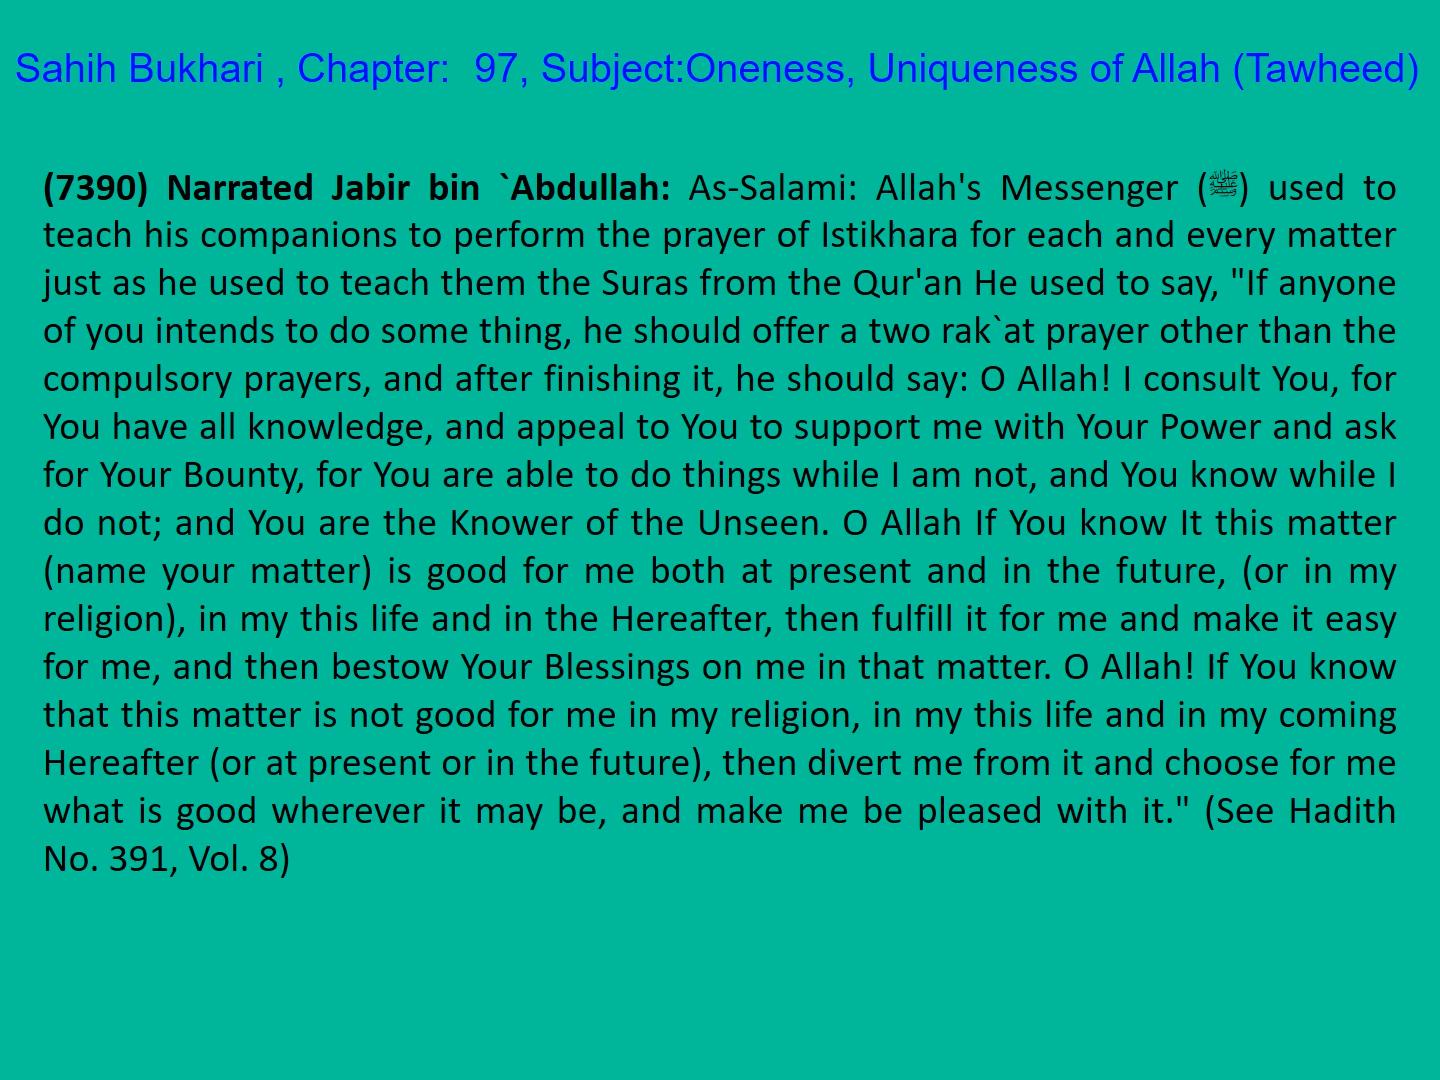 Sahih Bukhari , Chapter:  97, Subject:Oneness, Uniqueness of Allah (Tawheed)
(7390) Narrated Jabir bin `Abdullah: As-Salami: Allah's Messenger (ﷺ) used to
teach his companions to perform the prayer of Istikhara for each and every matter
just as he used to teach them the Suras from the Qur'an He used to say, "If anyone
of you intends to do some thing, he should offer a two rak`at prayer other than the
compulsory prayers, and after finishing it, he should say: O Allah! I consult You, for
You have all knowledge, and appeal to You to support me with Your Power and ask
for Your Bounty, for You are able to do things while I am not, and You know while I
do not; and You are the Knower of the Unseen. O Allah If You know It this matter
(name your matter) is good for me both at present and in the future, (or in my
religion), in my this life and in the Hereafter, then fulfill it for me and make it easy
for me, and then bestow Your Blessings on me in that matter. O Allah! If You know
that this matter is not good for me in my religion, in my this life and in my coming
Hereafter (or at present or in the future), then divert me from it and choose for me
what is good wherever it may be, and make me be pleased with it." (See Hadith
No. 391, Vol. 8)